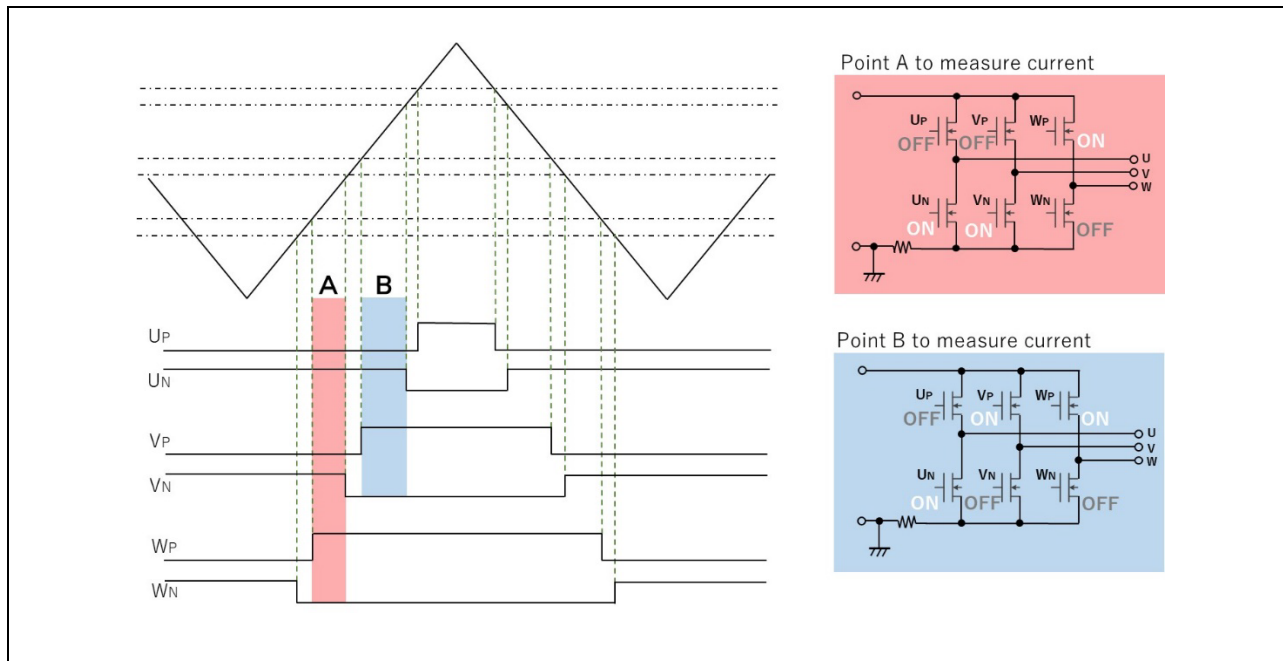 A
B
UP
UN
VP
VN
WP
WN
Point A to measure current
UP
VP
WP
OFF
OFF
ON
U
V
W
UN
VN
WN
ON
ON
OFF
Point B to measure current
UP
VP
WP
OFF
ON
ON
U
V
W
UN
VN
WN
ON
OFF
OFF